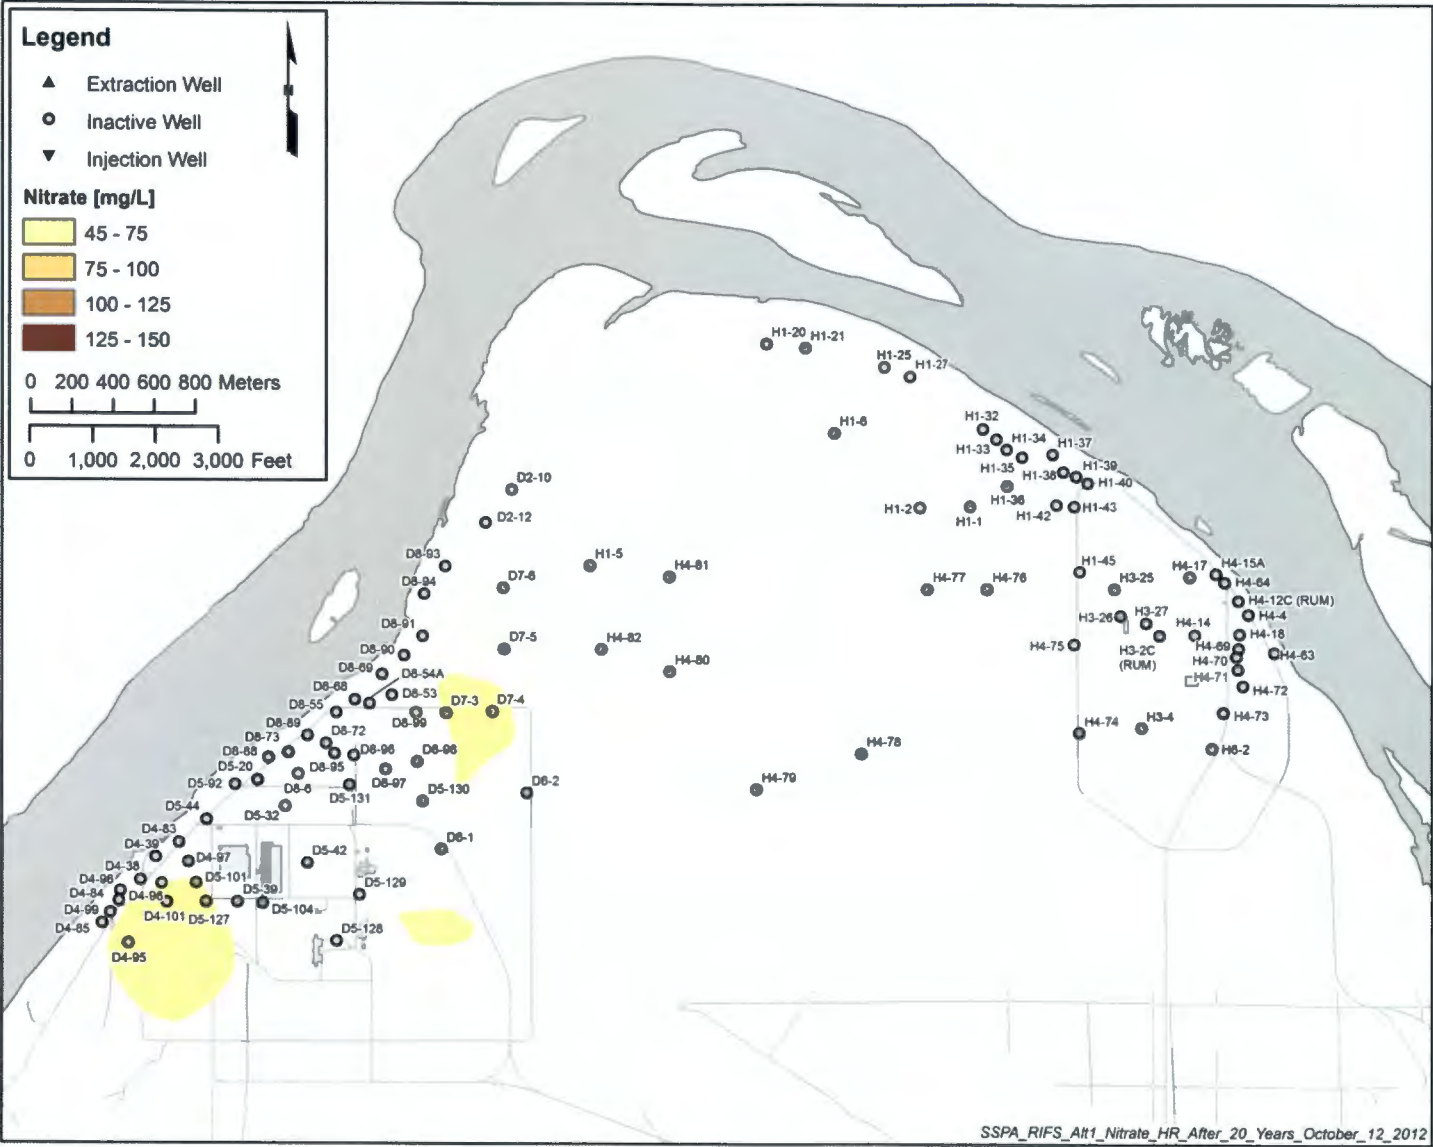 Legend
Extraction Well
Inactive Well
Injection Well
Nitrate [mg/L]
45 - 75
75 - 100
100 - 125
125 - 150
0 200 400 600 800 Meters
0 1,000 2,000 3,000 Feet
H1-20
H1-21
H1-25
H1-27
H1-6
H1-32
H1-33
H1-34
H1-37
H1-35
H1-38
H1-39
H1-40
H1-36
H1-2
H1-1
H1-42
H1-43
D2-10
D2-12
D8-93
H1-5
H4-81
D7-6
D8-94
H4-77
H4-76
H1-45
H3-25
H4-17
H4-15A
H4-64
H4-12C (RUM)
H4-4
H3-26
H3-27
H4-14
H4-18
D8-91
D7-5
H4-82
H4-75
H3-2C
(RUM)
H4-69
H4-63
H4-70
D8-90
H4-80
H4-71
D8-69
D8-54A
H4-72
D8-68
D8-53
D7-3
D7-4
D8-55
D8-99
H4-73
D8-89
H4-74
H3-4
D8-73
D8-72
H6-2
D8-88
D8-96
D8-98
H4-78
D5-20
D8-95
D8-97
D5-92
D8-6
D5-131
D5-130
D6-2
H4-79
D5-44
D5-32
D4-83
D6-1
D4-39
D4-97
D5-42
D4-38
D4-98
D5-101
D5-39
D5-129
D4-84
D4-96
D4-99
D4-101
D5-127
D5-104
D4-85
D5-128
D4-95
SSPA_RIFS_Alt1_Nitrate_HR_After_20_Years_October_12_2012